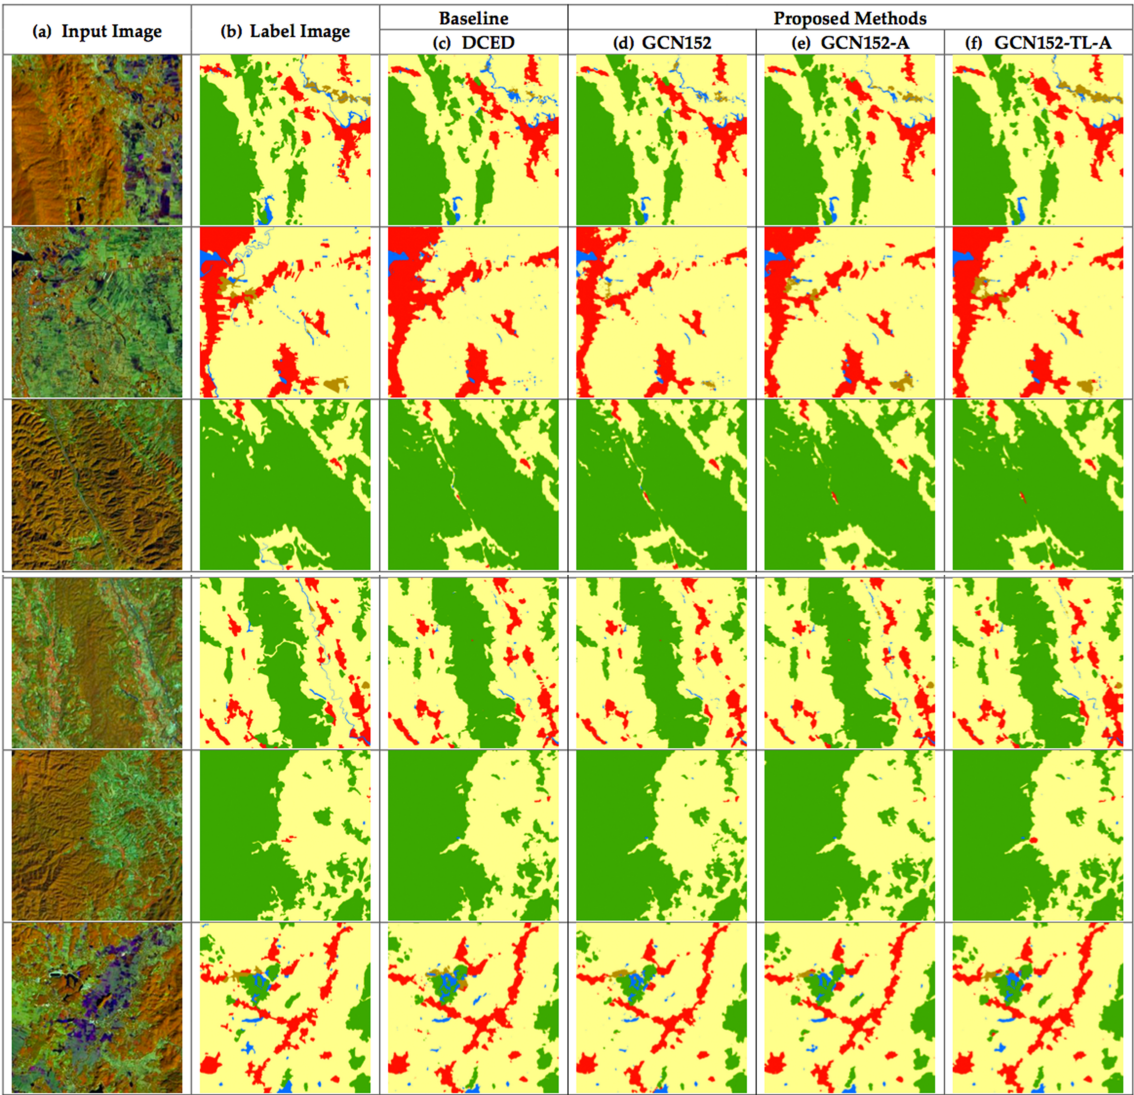 Baseline
Proposed Methods
(a) Input Image
(b) Label Image
(c) DCED
(d) GCN152
(e) GCN152-A
(f) GCN152-TL-A